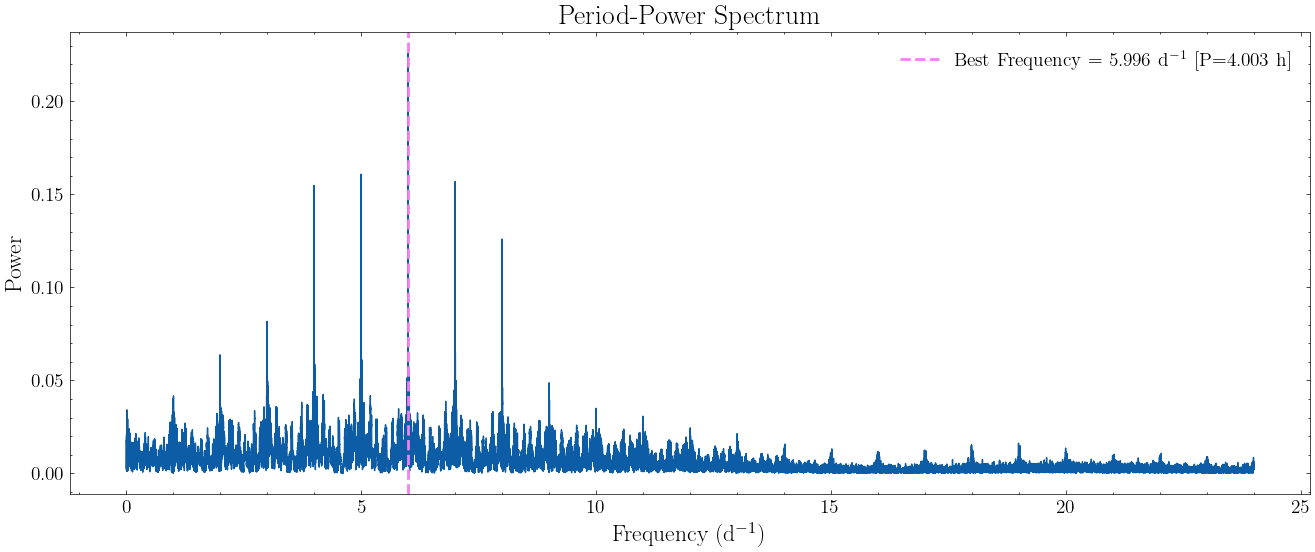 Period-Power Spectrum
Best Frequency = 5.996 d⁻¹ [P=4.003 h]
Power
0.20
0.15
0.10
0.05
0.00
0 5 10 15 20 25
Frequency (d⁻¹)